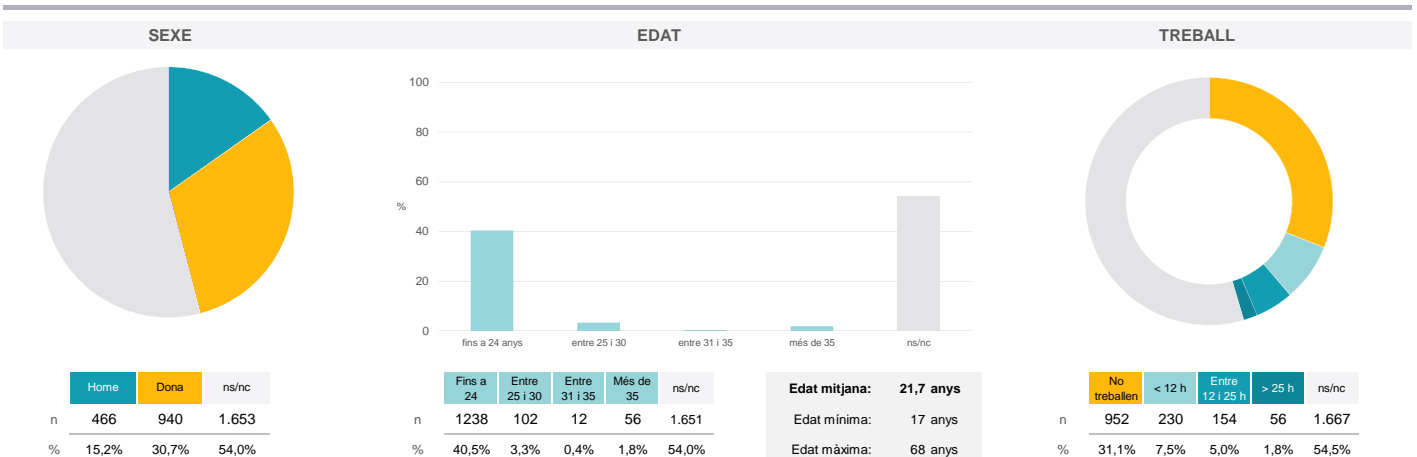 SEXE
EDAT
TREBALL
100
80
60
%
40
20
0
fins a 24 anys
entre 25 i 30
entre 31 i 35
més de 35
ns/nc
Home Dona ns/nc
n 466 940 1.653
% 15,2% 30,7% 54,0%
Fins a 24 Entre 25 i 30 Entre 31 i 35 Més de 35 ns/nc
n 1238 102 12 56 1.651
% 40,5% 3,3% 0,4% 1,8% 54,0%
Edat mitjana: 21,7 anys
Edat mínima: 17 anys
Edat màxima: 68 anys
No treballen < 12 h Entre 12 i 25 h > 25 h ns/nc
n 952 230 154 56 1.667
% 31,1% 7,5% 5,0% 1,8% 54,5%